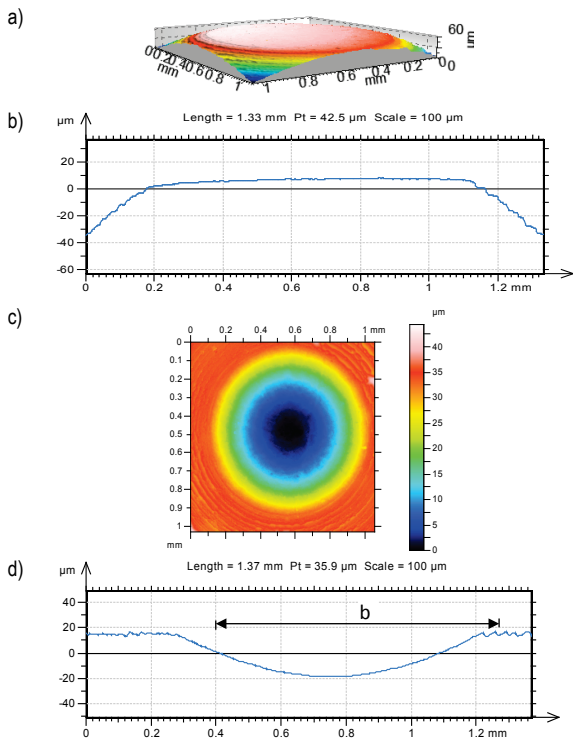 a)
60
µm
0
0 0.2 0.4 0.6 0.8 1
mm
1 0.8 0.6 0.4 0.2 0
mm
b)
µm
Length = 1.33 mm Pt = 42.5 µm Scale = 100 µm
20
0
-20
-40
-60
0 0.2 0.4 0.6 0.8 1 1.2 mm
c)
µm
0 0.2 0.4 0.6 0.8 1 mm
0
0.1
0.2
0.3
0.4
0.5
0.6
0.7
0.8
0.9
1
mm
40
35
30
25
20
15
10
5
0
d)
µm
Length = 1.37 mm Pt = 35.9 µm Scale = 100 µm
40
20
0
-20
-40
b
0 0.2 0.4 0.6 0.8 1 1.2 mm